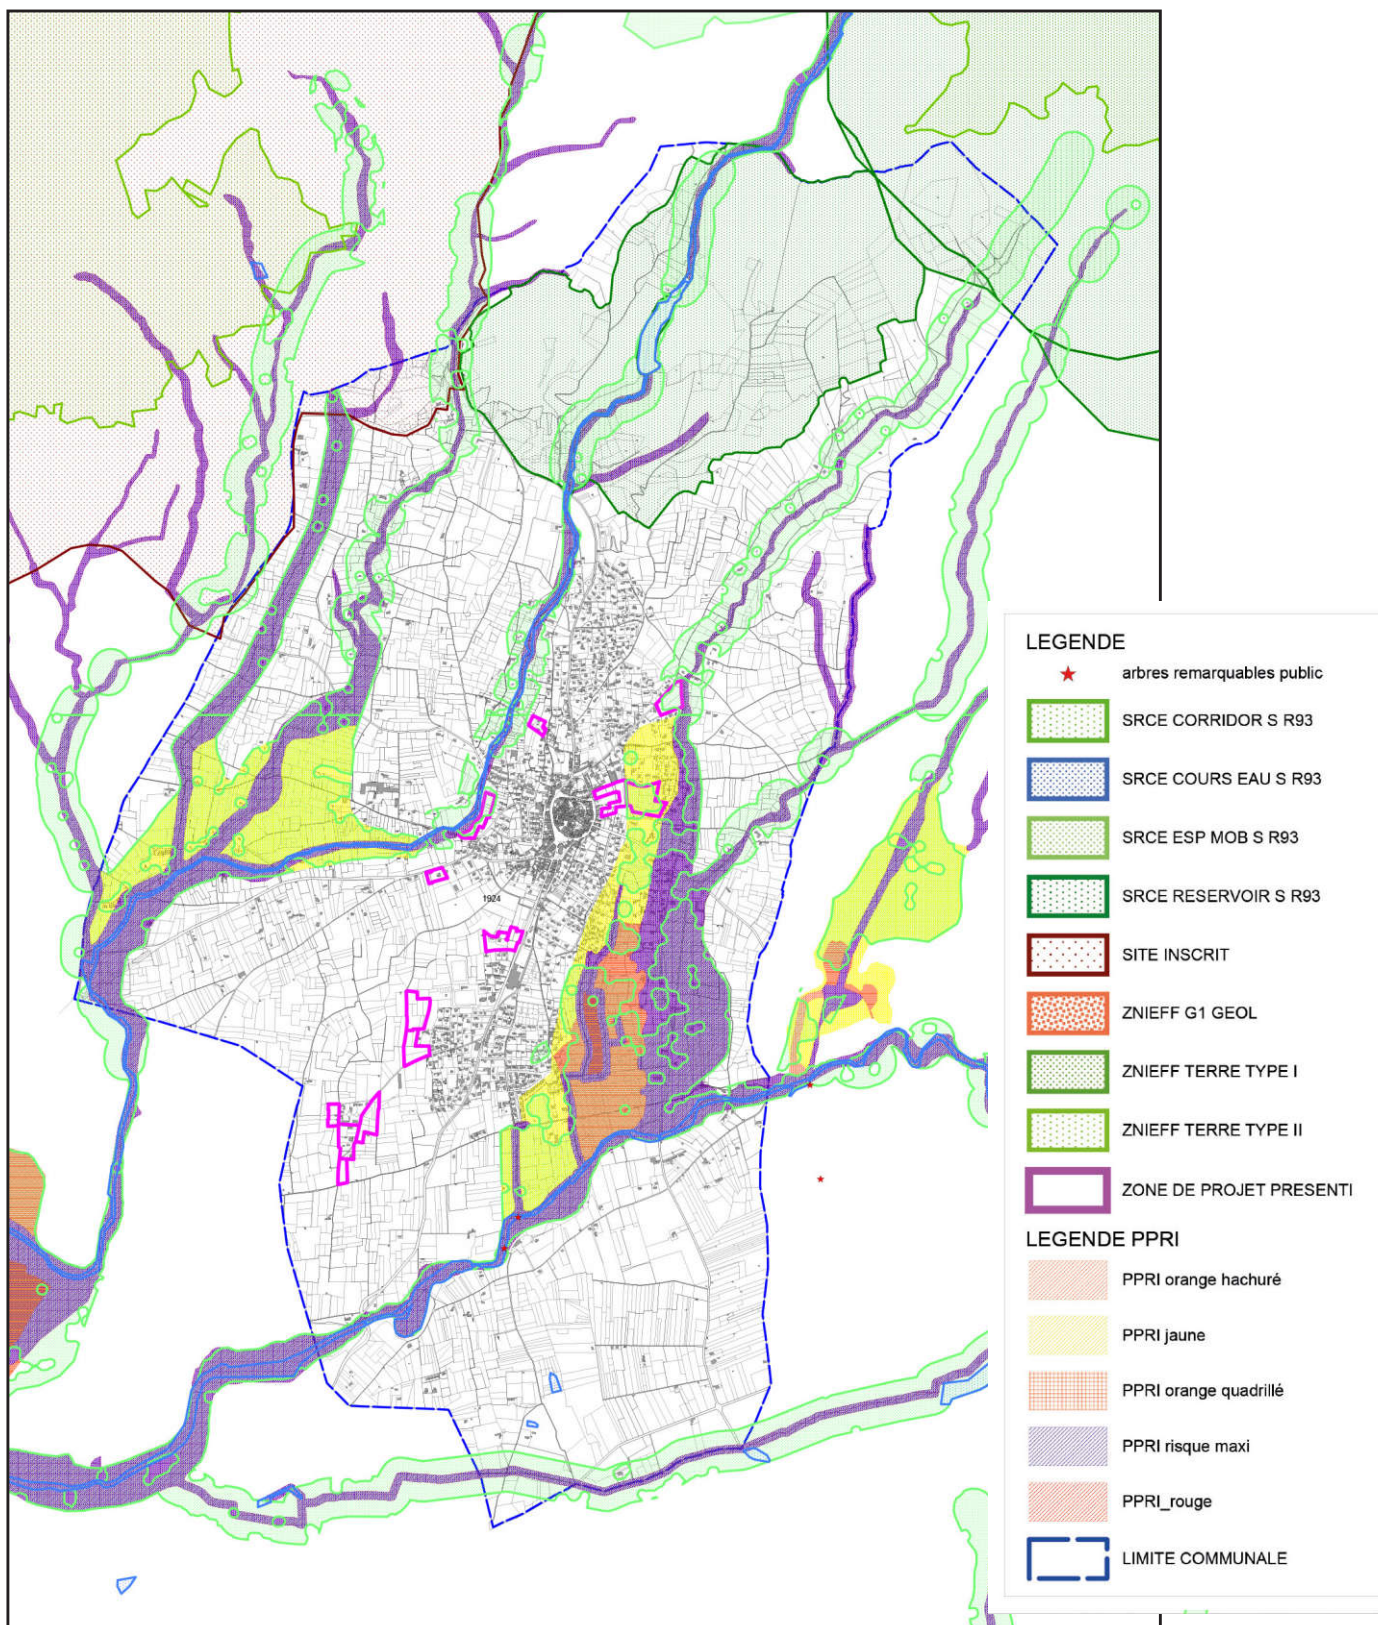 1924
LEGENDE
arbres remarquables public
SRCE CORRIDOR S R93
SRCE COURS EAU S R93
SRCE ESP MOB S R93
SRCE RESERVOIR S R93
SITE INSCRIT
ZNIEFF G1 GEOL
ZNIEFF TERRE TYPE I
ZNIEFF TERRE TYPE II
ZONE DE PROJET PRESENTI
LEGENDE PPRI
PPRI orange hachuré
PPRI jaune
PPRI orange quadrillé
PPRI risque maxi
PPRI_rouge
LIMITE COMMUNALE